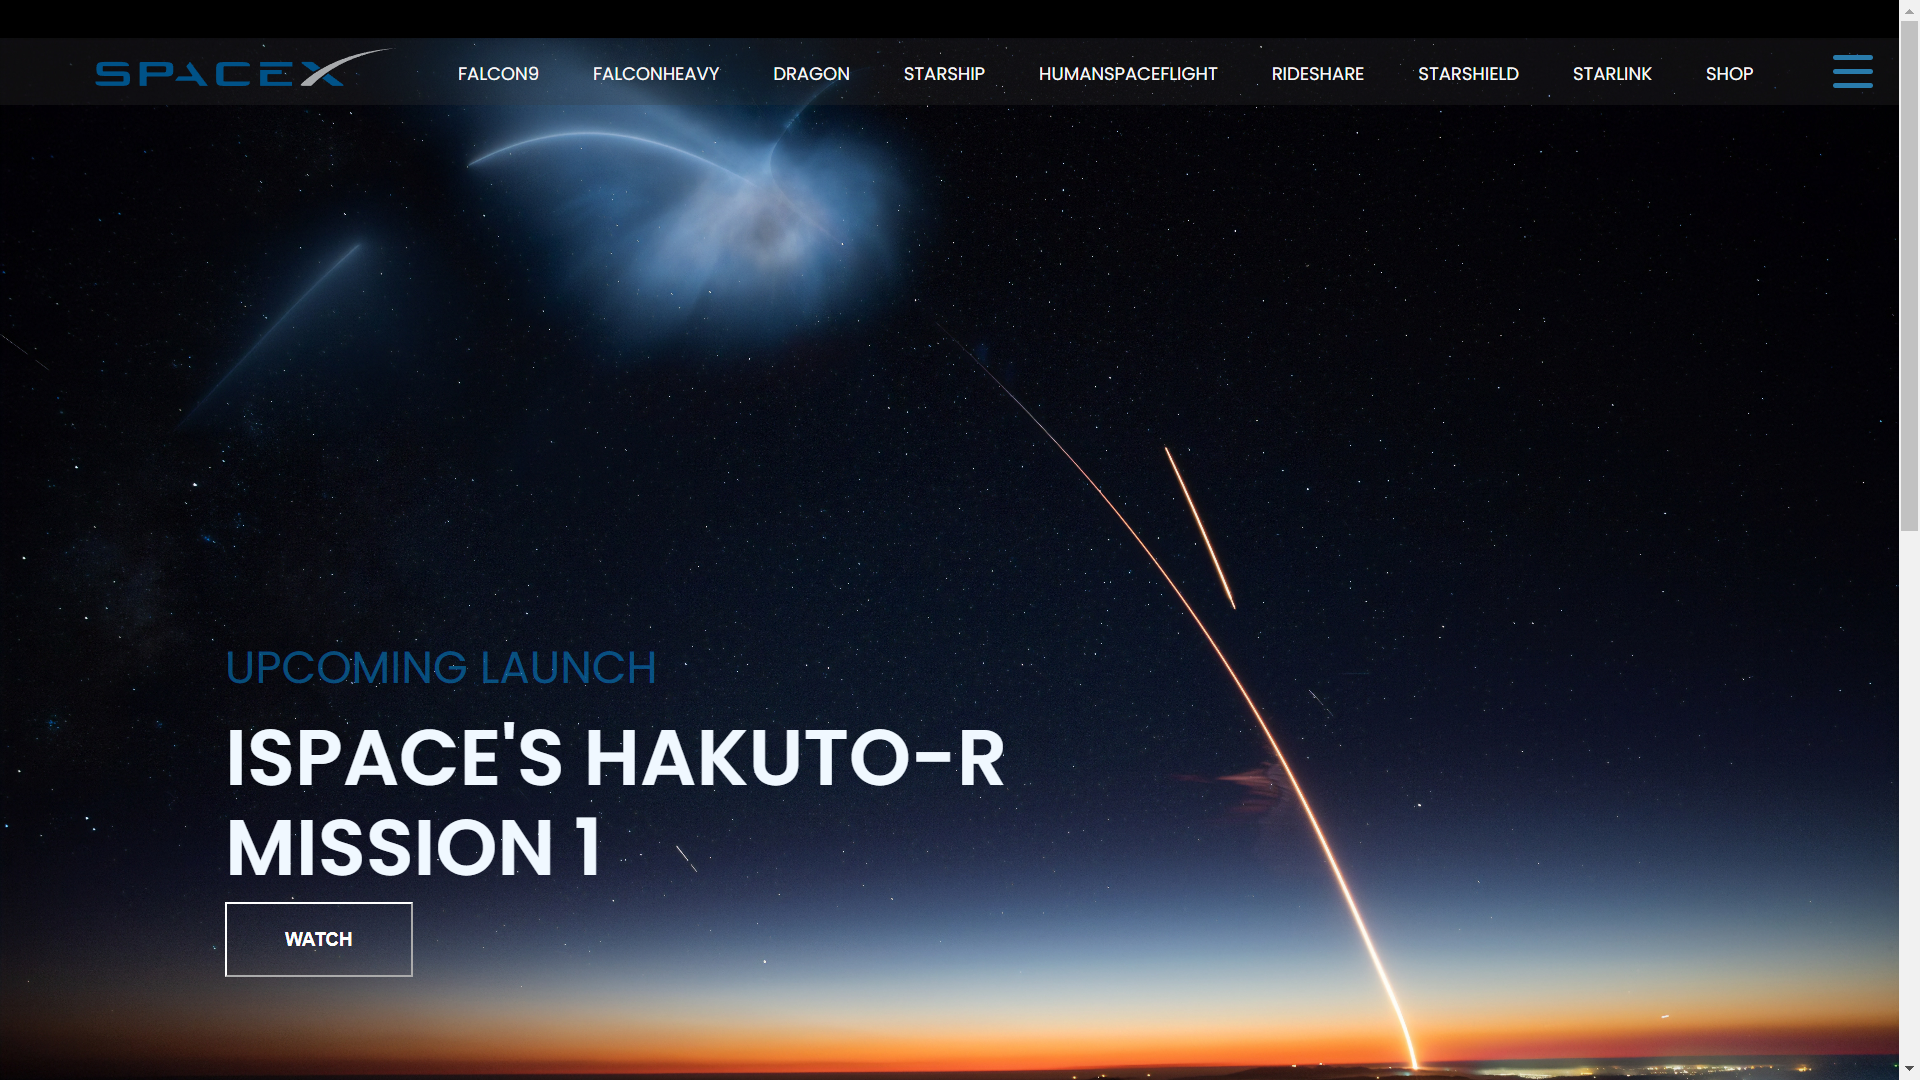 SPACEX
FALCON9 FALCONHEAVY DRAGON STARSHIP HUMANSPACEFLIGHT RIDESHARE STARSHIELD STARLINK SHOP
UPCOMING LAUNCH
ISPACE'S HAKUTO-R
MISSION 1
WATCH